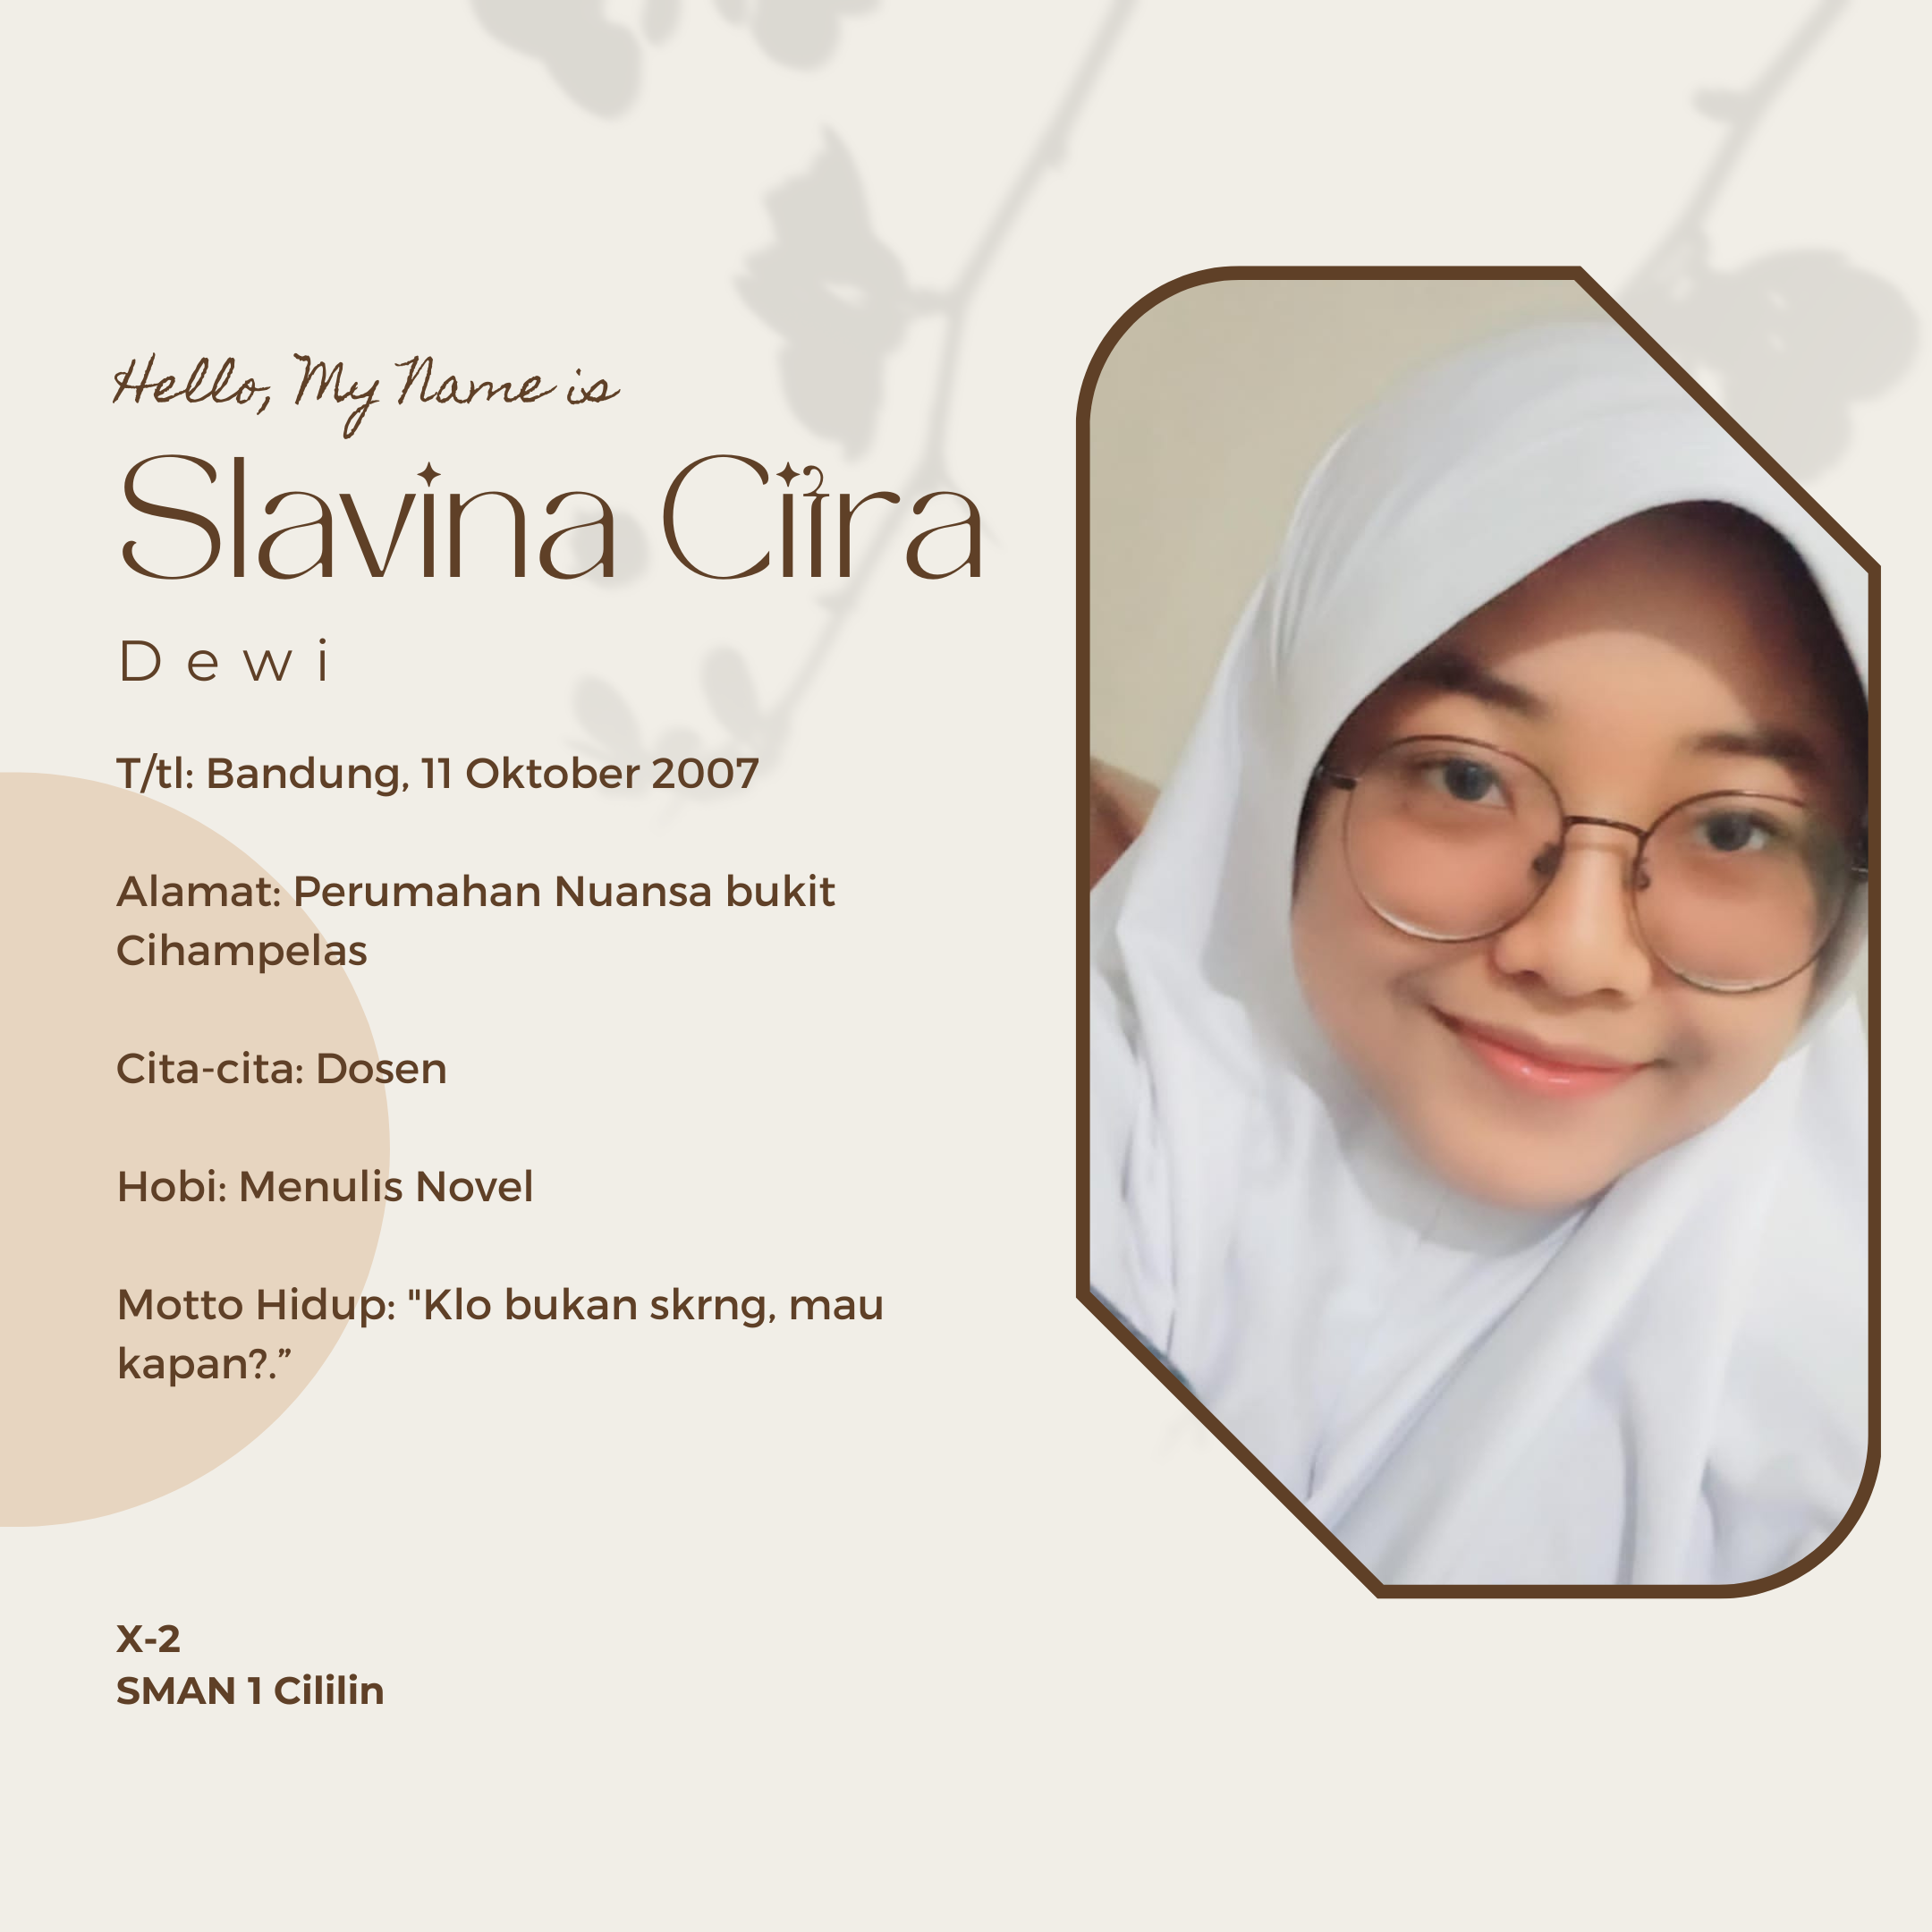 Hello, My Name is
Slavina Citra
Dewi
T/tl: Bandung, 11 Oktober 2007
Alamat: Perumahan Nuansa bukit
Cihampelas
Cita-cita: Dosen
Hobi: Menulis Novel
Motto Hidup: "Klo bukan skrng, mau
kapan?.”
X-2
SMAN 1 Cililin